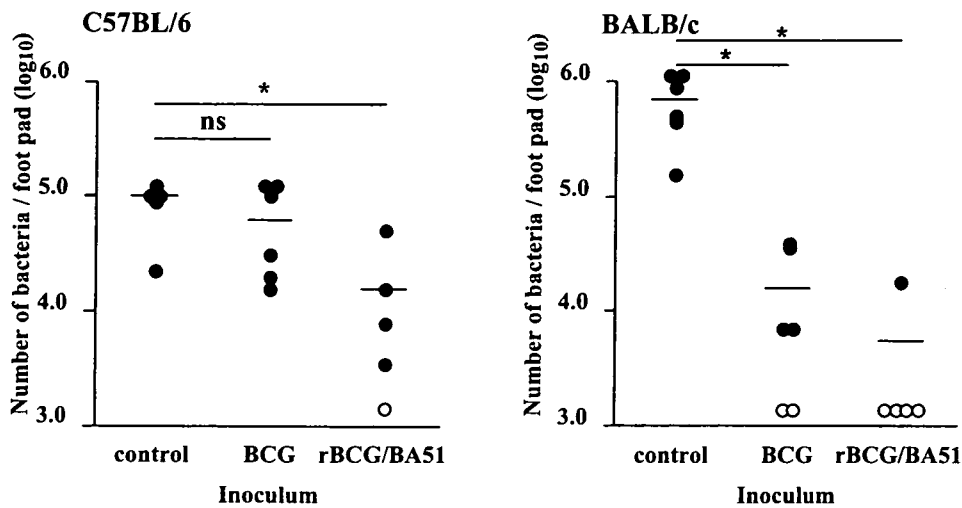 C57BL/6
Number of bacteria / foot pad (log10)
6.0
5.0
4.0
3.0
*
ns
control BCG rBCG/BA51
Inoculum
BALB/c
Number of bacteria / foot pad (log10)
6.0
5.0
4.0
3.0
*
*
control BCG rBCG/BA51
Inoculum